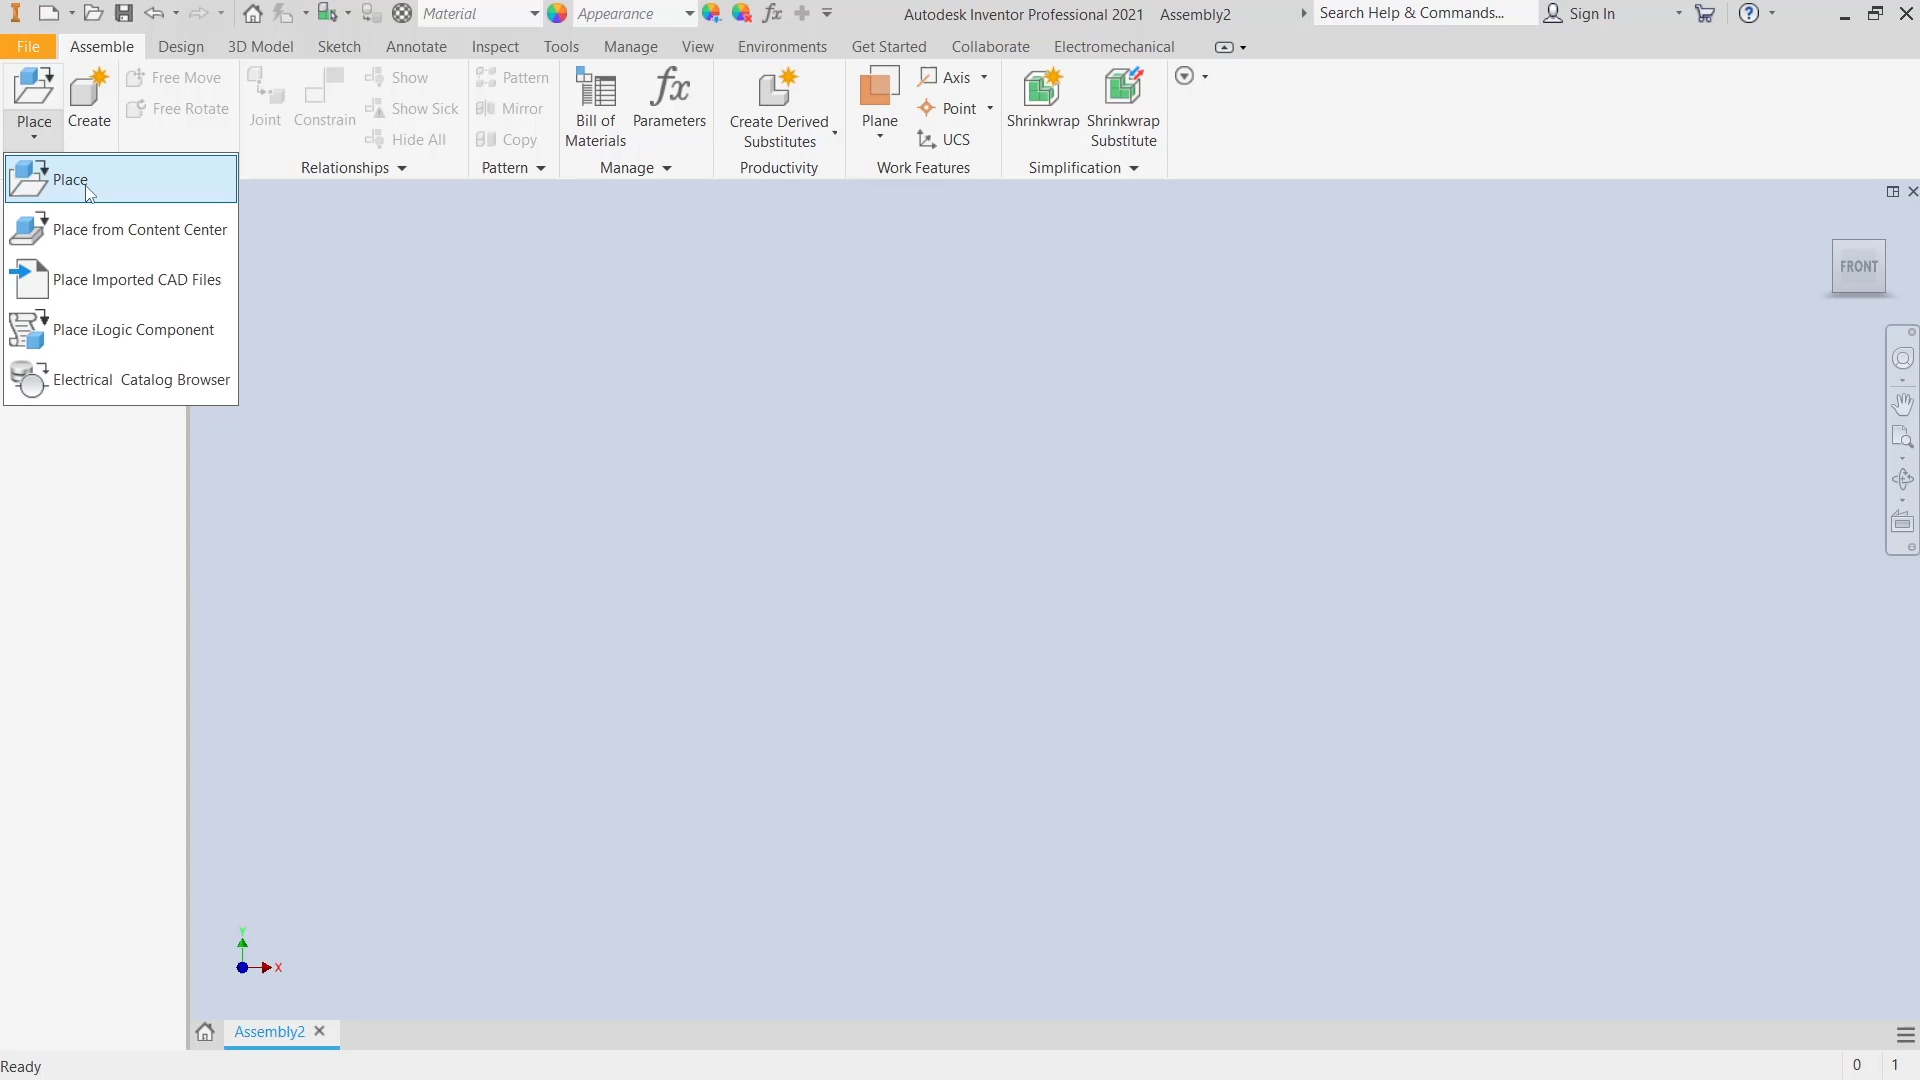 Material
Appearance
Autodesk Inventor Professional 2021 Assembly2
Search Help & Commands...
Sign In
File Assemble Design 3D Model Sketch Annotate Inspect Tools Manage View Environments Get Started Collaborate Electromechanical
Place
Create
Free Move
Free Rotate
Joint
Constrain
Show
Show Sick
Hide All
Relationships
Pattern
Mirror
Copy
Pattern
Bill of
Materials
Parameters
Manage
Create Derived
Substitutes
Productivity
Plane
Axis
Point
UCS
Work Features
Shrinkwrap
Shrinkwrap
Substitute
Simplification
Place
Place from Content Center
Place Imported CAD Files
Place iLogic Component
Electrical Catalog Browser
FRONT
Y
X
Assembly2
Ready
0 1